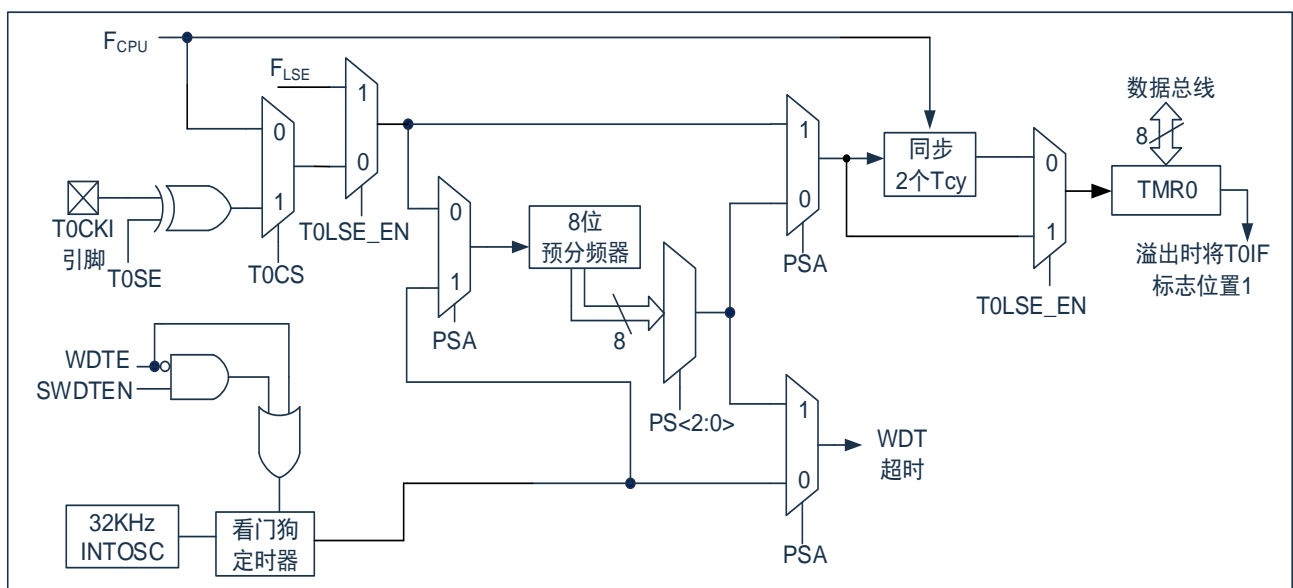 FCPU
FLSE
1
0
0
1
T0CKI
引脚
T0SE
T0CS
T0LSE_EN
0
1
PSA
8位
预分频器
8
PS<2:0>
1
0
PSA
同步
2个Tcy
0
1
T0LSE_EN
数据总线
8
TMR0
溢出时将T0IF
标志位置1
WDTE
SWDTEN
32KHz
INTOSC
看门狗
定时器
1
0
PSA
WDT
超时